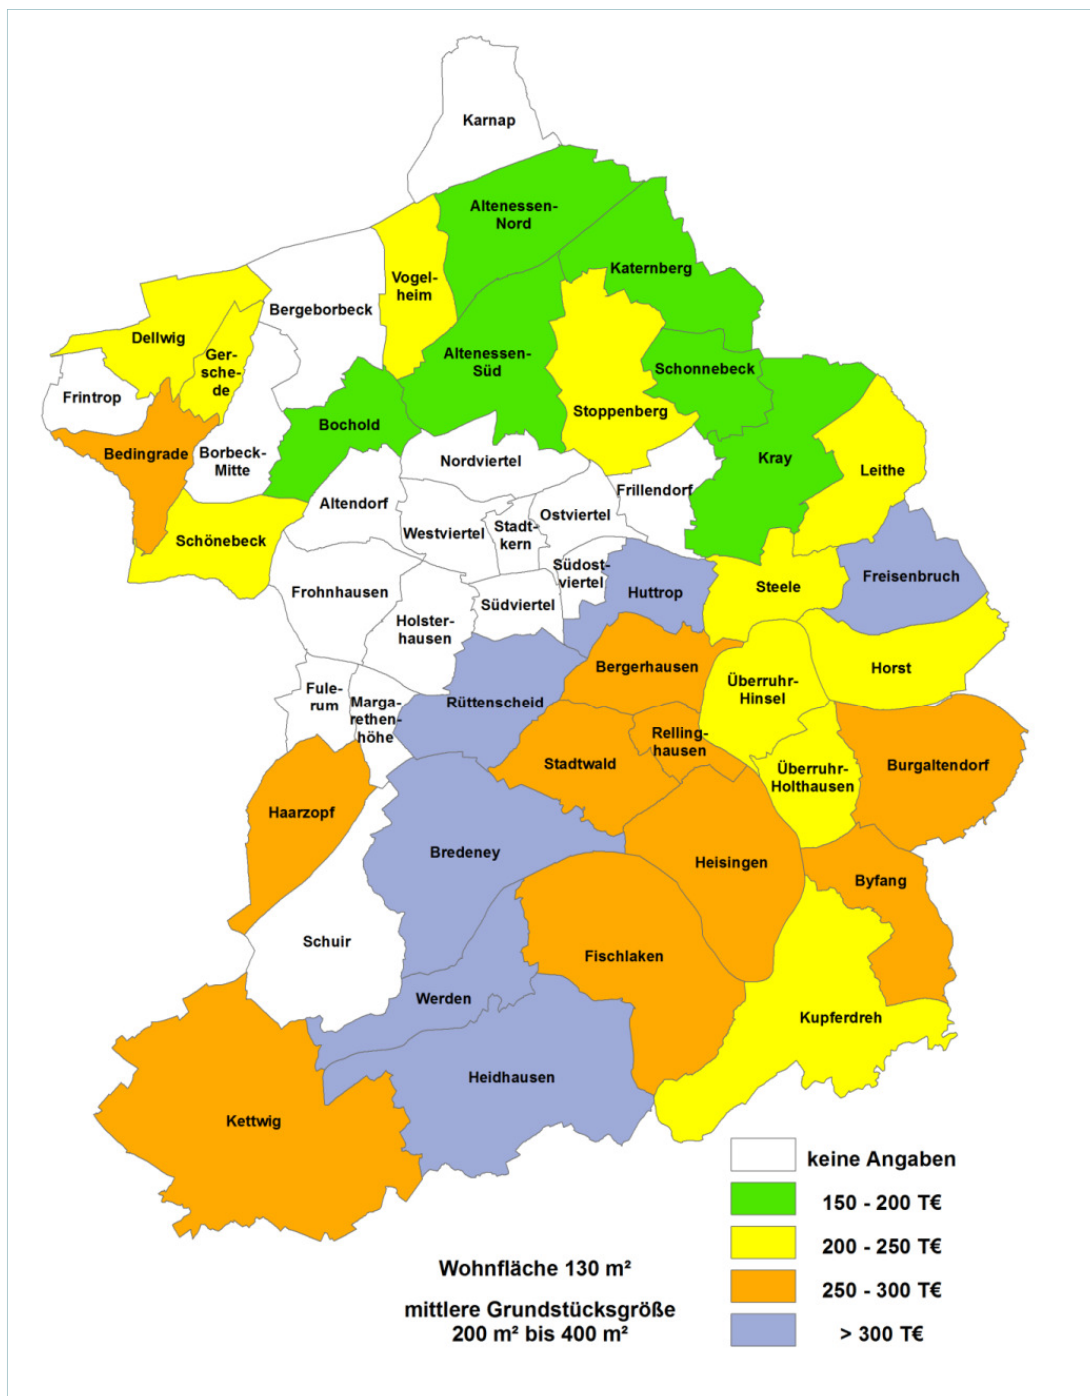 Karnap
Altenessen-
Nord
Katernberg
Vogel-
heim
Bergeborbeck
Dellwig
Ger-
sche-
de
Altenessen-
Süd
Schonnebeck
Frintrop
Stoppenberg
Bochold
Bedingrade
Borbeck-
Mitte
Nordviertel
Kray
Leithe
Frillendorf
Altendorf
Ostviertel
Westviertel
Stadt-
kern
Schönebeck
Südost-
viertel
Freisenbruch
Steele
Huttrop
Frohnhausen
Südviertel
Holster-
hausen
Bergerhausen
Horst
Überruhr-
Hinsel
Fule-
rum
Marga-
rethen-
höhe
Rüttenscheid
Relling-
hausen
Stadtwald
Überruhr-
Holthausen
Burgaltendorf
Haarzopf
Bredeney
Heisingen
Byfang
Schuir
Fischlaken
Werden
Kupferdreh
Heidhausen
Kettwig
keine Angaben
150 - 200 T€
200 - 250 T€
250 - 300 T€
> 300 T€
Wohnfläche 130 m²
mittlere Grundstücksgröße
200 m² bis 400 m²